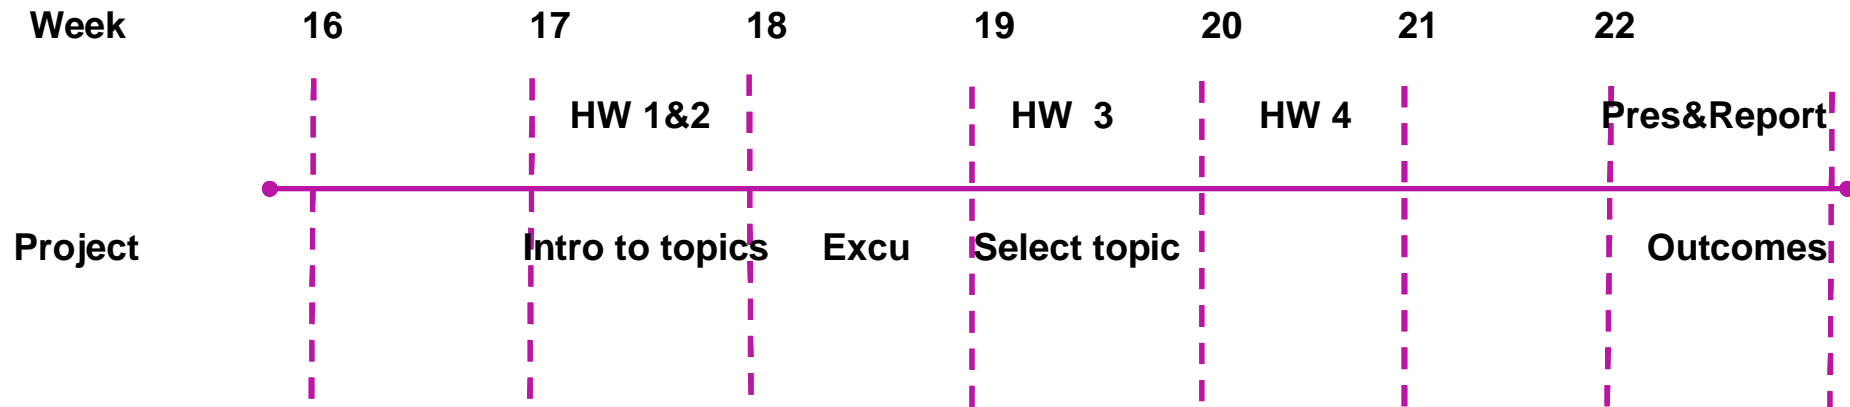 Week 16 17 18 19 20 21 22
HW 1&2 HW 3 HW 4 Pres&Report
Project Intro to topics Excu Select topic Outcomes